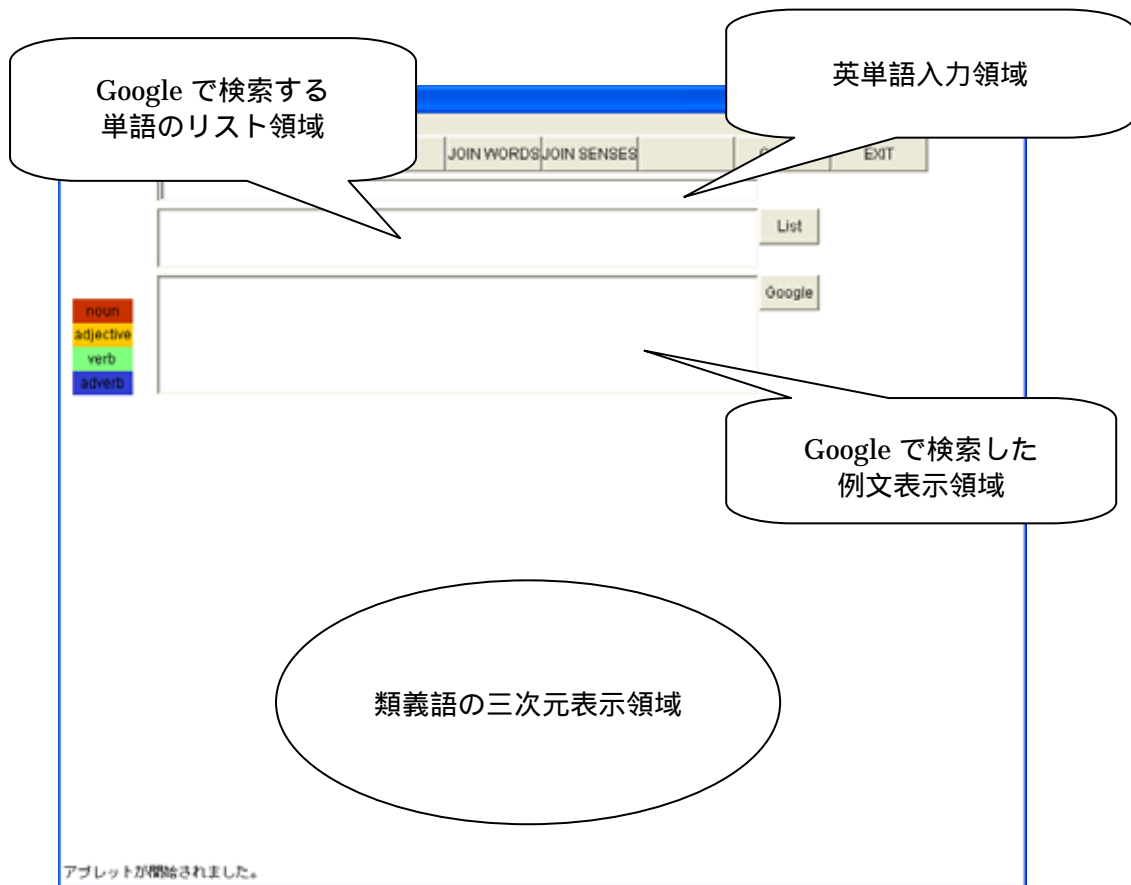 Google で検索する
単語のリスト領域
英単語入力領域
JOIN WORDS
JOIN SENSES
EXIT
List
Google
noun
adjective
verb
adverb
Google で検索した
例文表示領域
類義語の三次元表示領域
アプレットが開始されました。